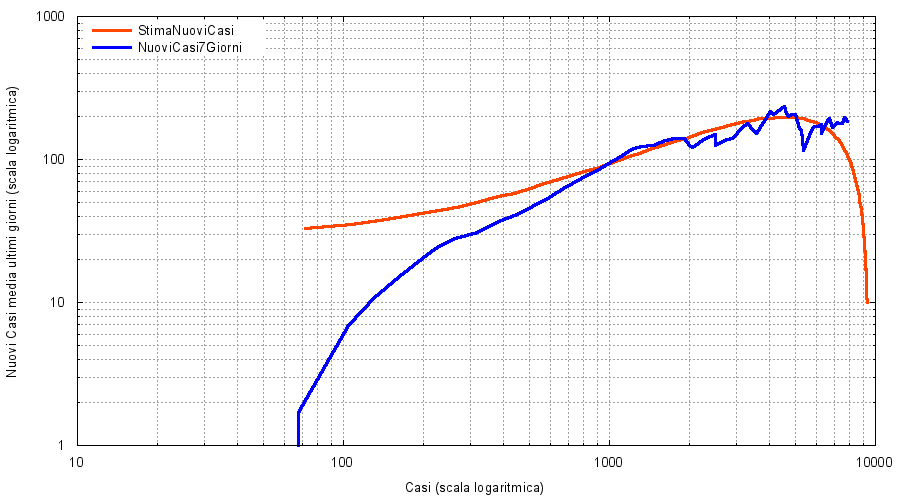 1000
StimaNuoviCasi
NuoviCasi7Giorni
100
10
1
Nuovi Casi media ultimi giorni (scala logaritmica)
10
100
1000
10000
Casi (scala logaritmica)